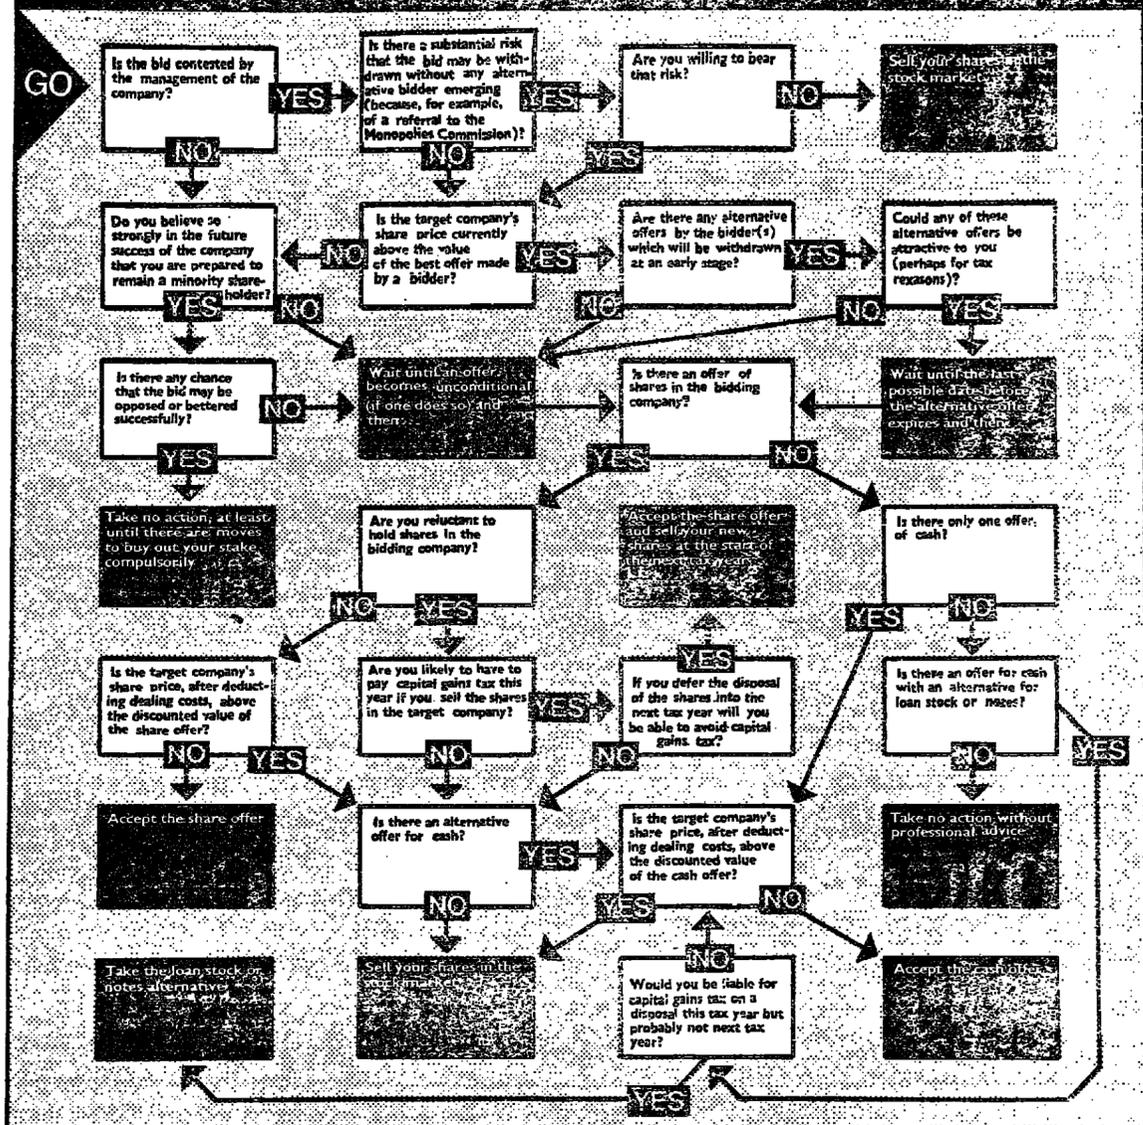 GO
Is the bid contested by
the management of the
company?
YES
NO
Is there a substantial risk
that the bid may be with-
drawn without any altern-
ative bidder emerging
(because, for example,
of a referral to the
Monopolies Commission)?
YES
NO
Are you willing to bear
that risk?
NO
YES
Sell your shares in the
stock market
Do you believe so
strongly in the future
success of the company
that you are prepared to
remain a minority share-
holder?
YES
NO
NO
Is the target company's
share price currently
above the value
of the best offer made
by a bidder?
YES
Are there any alternative
offers by the bidder(s)
which will be withdrawn
at an early stage?
YES
NO
Could any of these
alternative offers be
attractive to you
(perhaps for tax
rexasons)?
NO
YES
Is there any chance
that the bid may be
opposed or bettered
successfully?
NO
YES
Wait until an offer
becomes unconditional
(if one does so) and
then...
Is there an offer of
shares in the bidding
company?
YES
NO
Wait until the last
possible date before
the alternative offer
expires and then
Take no action, at least
until there are moves
to buy out your stake
compulsorily
Are you reluctant to
hold shares in the
bidding company?
NO
YES
Accept the share offer
and sell your new
shares at the start of
the next tax year
Is there only one offer,
of cash?
YES
NO
Is the target company's
share price, after deduct-
ing dealing costs, above
the discounted value of
the share offer?
NO
YES
Are you likely to have to
pay capital gains tax this
year if you sell the shares
in the target company?
YES
NO
YES
If you defer the disposal
of the shares into the
next tax year will you
be able to avoid capital
gains tax?
NO
Is there an offer for cash
with an alternative for
loan stock or notes?
NO
YES
Accept the share offer
Is there an alternative
offer for cash?
YES
NO
Is the target company's
share price, after deduct-
ing dealing costs, above
the discounted value
of the cash offer?
YES
NO
Take no action without
professional advice
Take the loan stock or
notes alternative
Sell your shares in the
stock market
NO
Would you be liable for
capital gains tax on a
disposal this tax year but
probably not next tax
year?
YES
Accept the cash offer